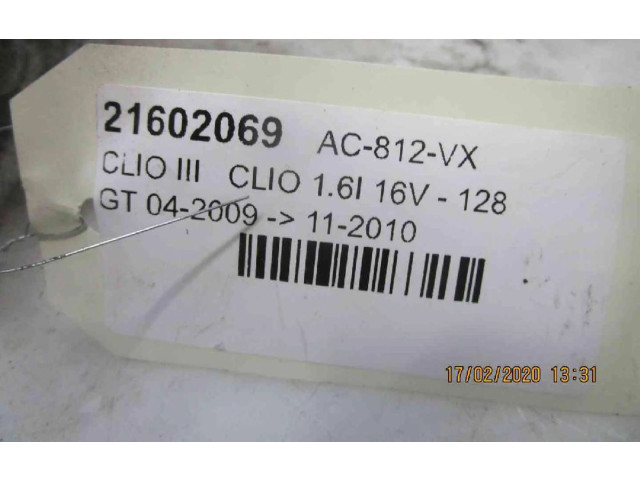 21602069 AC-812-VX
CLIO III CLIO 1.6I 16V - 128
GT 04-2009 -> 11-2010
17/02/2020 13:31